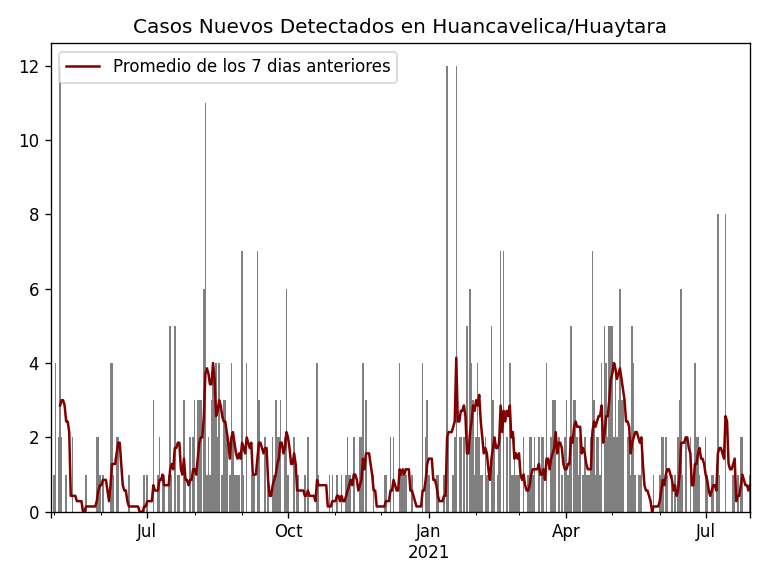 Casos Nuevos Detectados en Huancavelica/Huaytara
Promedio de los 7 dias anteriores
12
10
8
6
4
2
0
Jul
Oct
Jan
2021
Apr
Jul